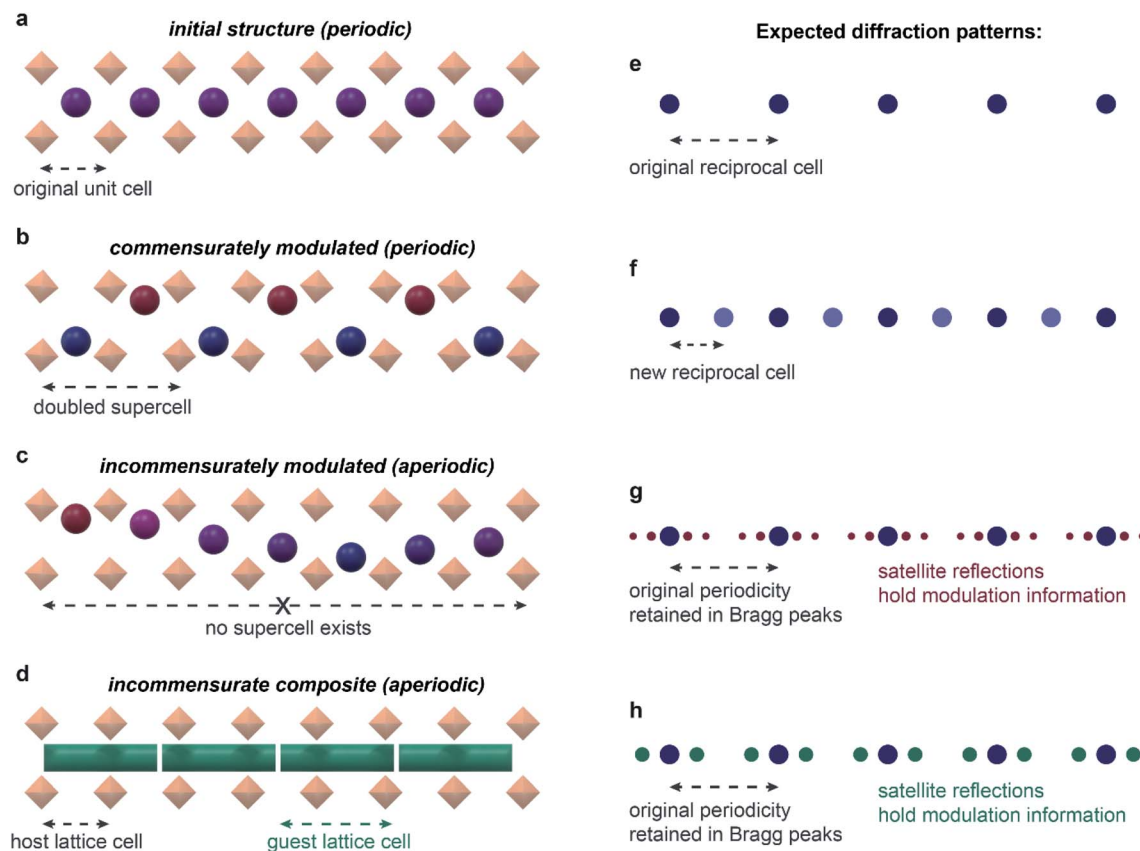 a
initial structure (periodic)
original unit cell
b
commensurately modulated (periodic)
doubled supercell
c
incommensurately modulated (aperiodic)
X
no supercell exists
d
incommensurate composite (aperiodic)
host lattice cell
guest lattice cell
Expected diffraction patterns:
e
original reciprocal cell
f
new reciprocal cell
g
original periodicity
retained in Bragg peaks
satellite reflections
hold modulation information
h
original periodicity
retained in Bragg peaks
satellite reflections
hold modulation information